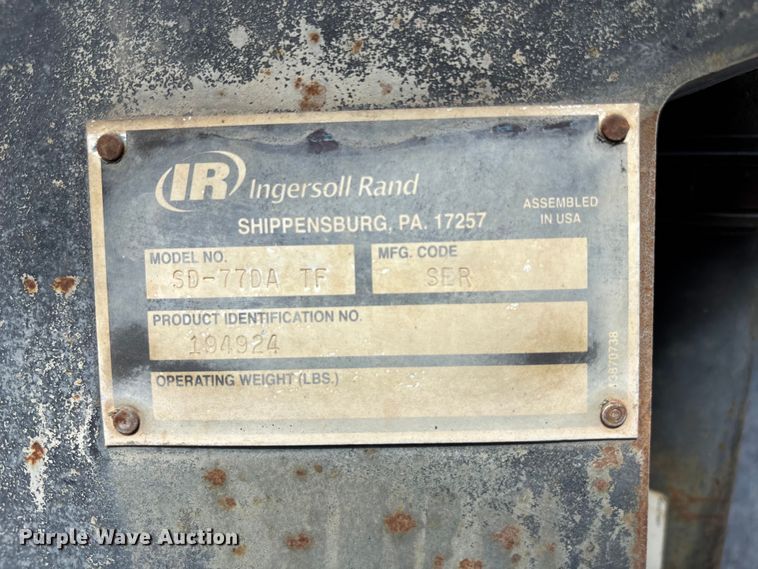 IR Ingersoll Rand
SHIPPENSBURG, PA. 17257
ASSEMBLED
IN USA
MODEL NO.
SD-77DA TF
MFG. CODE
SER
PRODUCT IDENTIFICATION NO.
194924
OPERATING WEIGHT (LBS.)
Purple Wave Auction